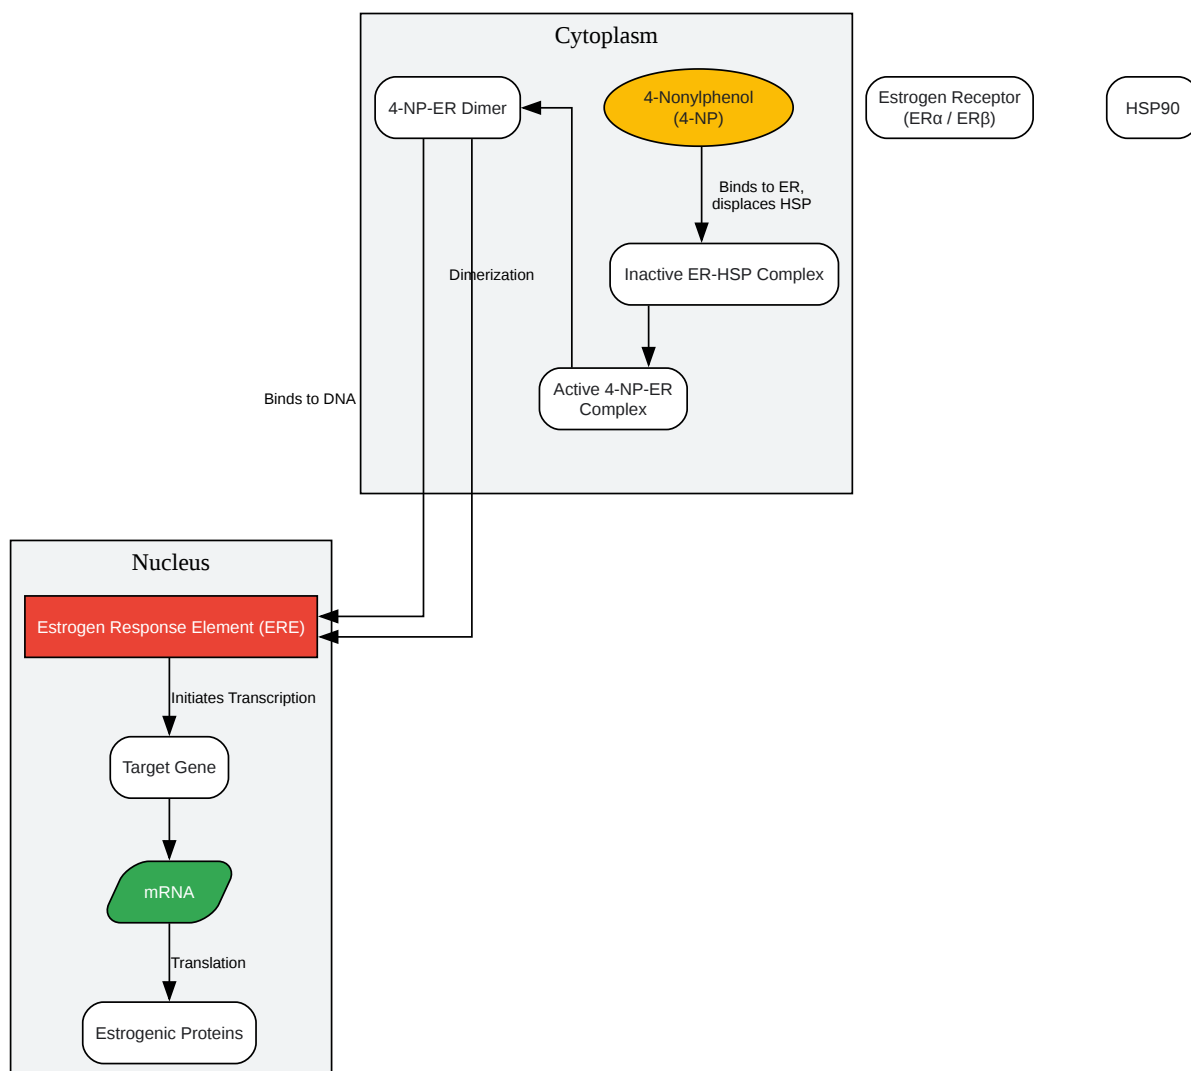 Cytoplasm
4-NP-ER Dimer
4-Nonylphenol
(4-NP)
Estrogen Receptor
(ERα / ERβ)
HSP90
Binds to ER,
displaces HSP
Dimerization
Inactive ER-HSP Complex
Binds to DNA
Active 4-NP-ER
Complex
Nucleus
Estrogen Response Element (ERE)
Initiates Transcription
Target Gene
mRNA
Translation
Estrogenic Proteins